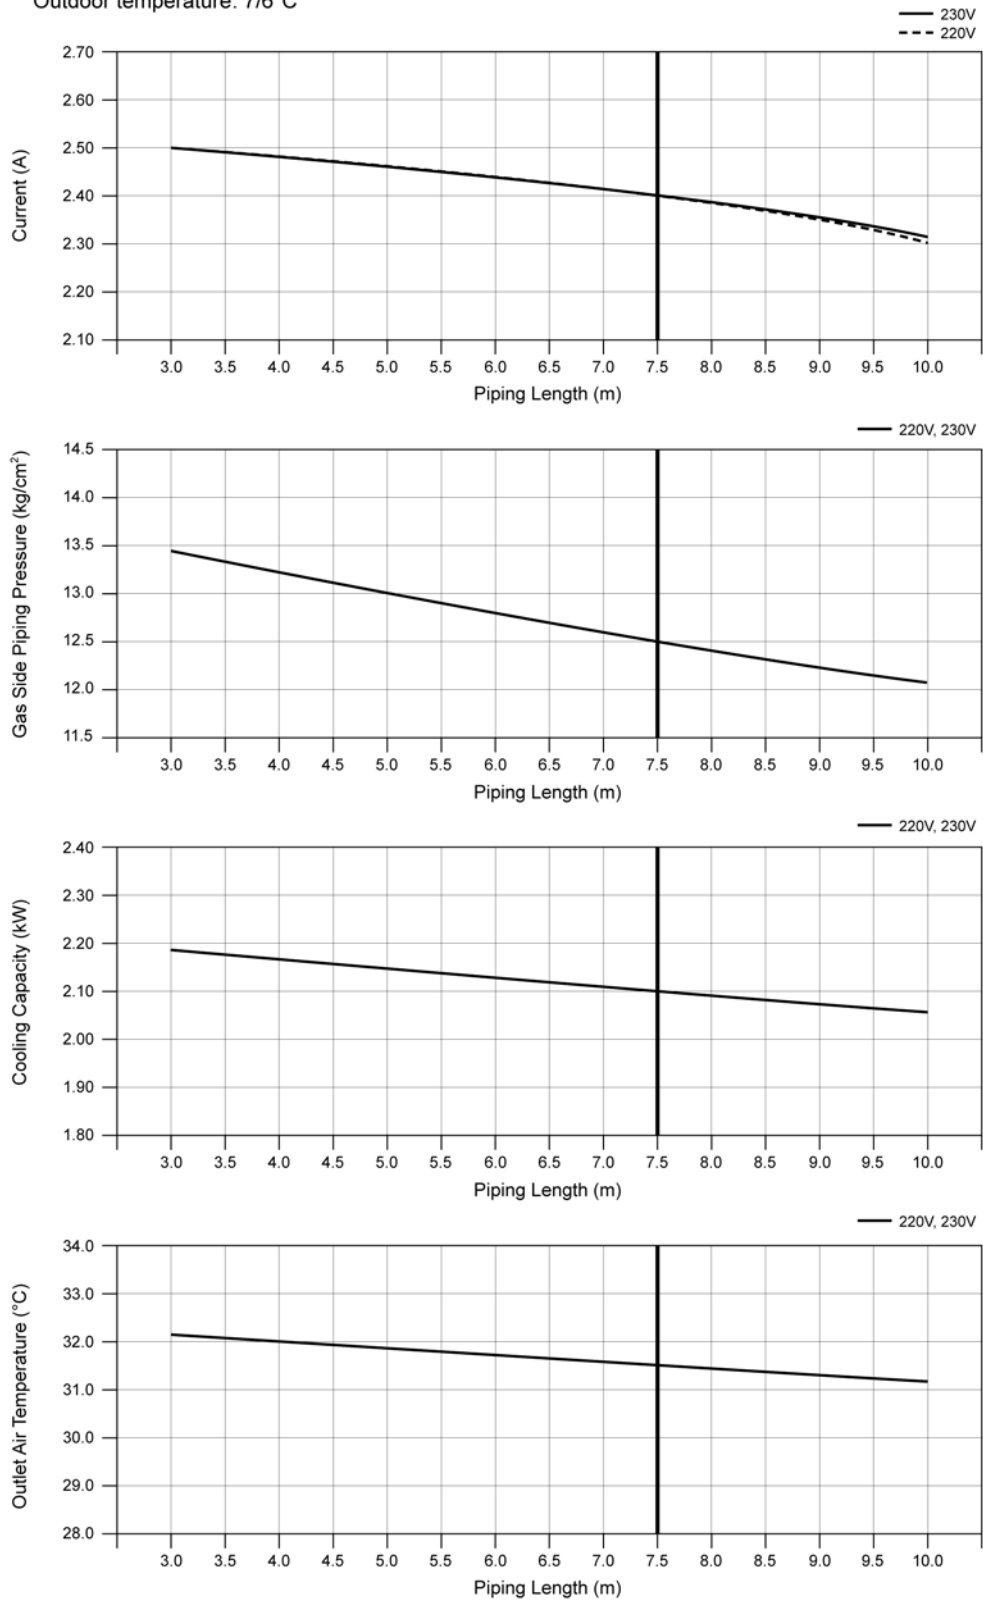 Outdoor temperature: 7/6°C
230V
220V
2.70
2.60
2.50
2.40
2.30
2.20
2.10
Current (A)
3.0 3.5 4.0 4.5 5.0 5.5 6.0 6.5 7.0 7.5 8.0 8.5 9.0 9.5 10.0
Piping Length (m)
220V, 230V
14.5
14.0
13.5
13.0
12.5
12.0
11.5
Gas Side Piping Pressure (kg/cm²)
3.0 3.5 4.0 4.5 5.0 5.5 6.0 6.5 7.0 7.5 8.0 8.5 9.0 9.5 10.0
Piping Length (m)
220V, 230V
2.40
2.30
2.20
2.10
2.00
1.90
1.80
Cooling Capacity (kW)
3.0 3.5 4.0 4.5 5.0 5.5 6.0 6.5 7.0 7.5 8.0 8.5 9.0 9.5 10.0
Piping Length (m)
220V, 230V
34.0
33.0
32.0
31.0
30.0
29.0
28.0
Outlet Air Temperature (°C)
3.0 3.5 4.0 4.5 5.0 5.5 6.0 6.5 7.0 7.5 8.0 8.5 9.0 9.5 10.0
Piping Length (m)